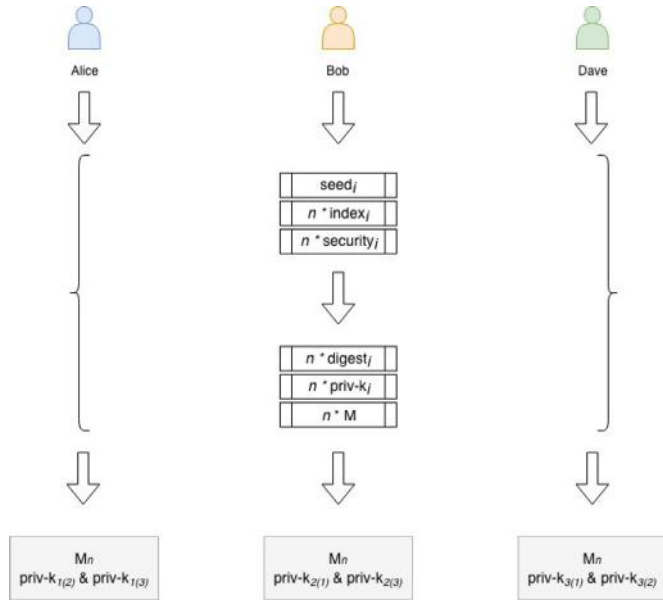 Alice Bob Dave
seedᵢ
n * indexᵢ
n * securityᵢ
n * digestᵢ
n * priv-kᵢ
n * M
Mn Mn Mn
priv-k1(2) & priv-k1(3) priv-k2(1) & priv-k2(3) priv-k3(1) & priv-k3(2)